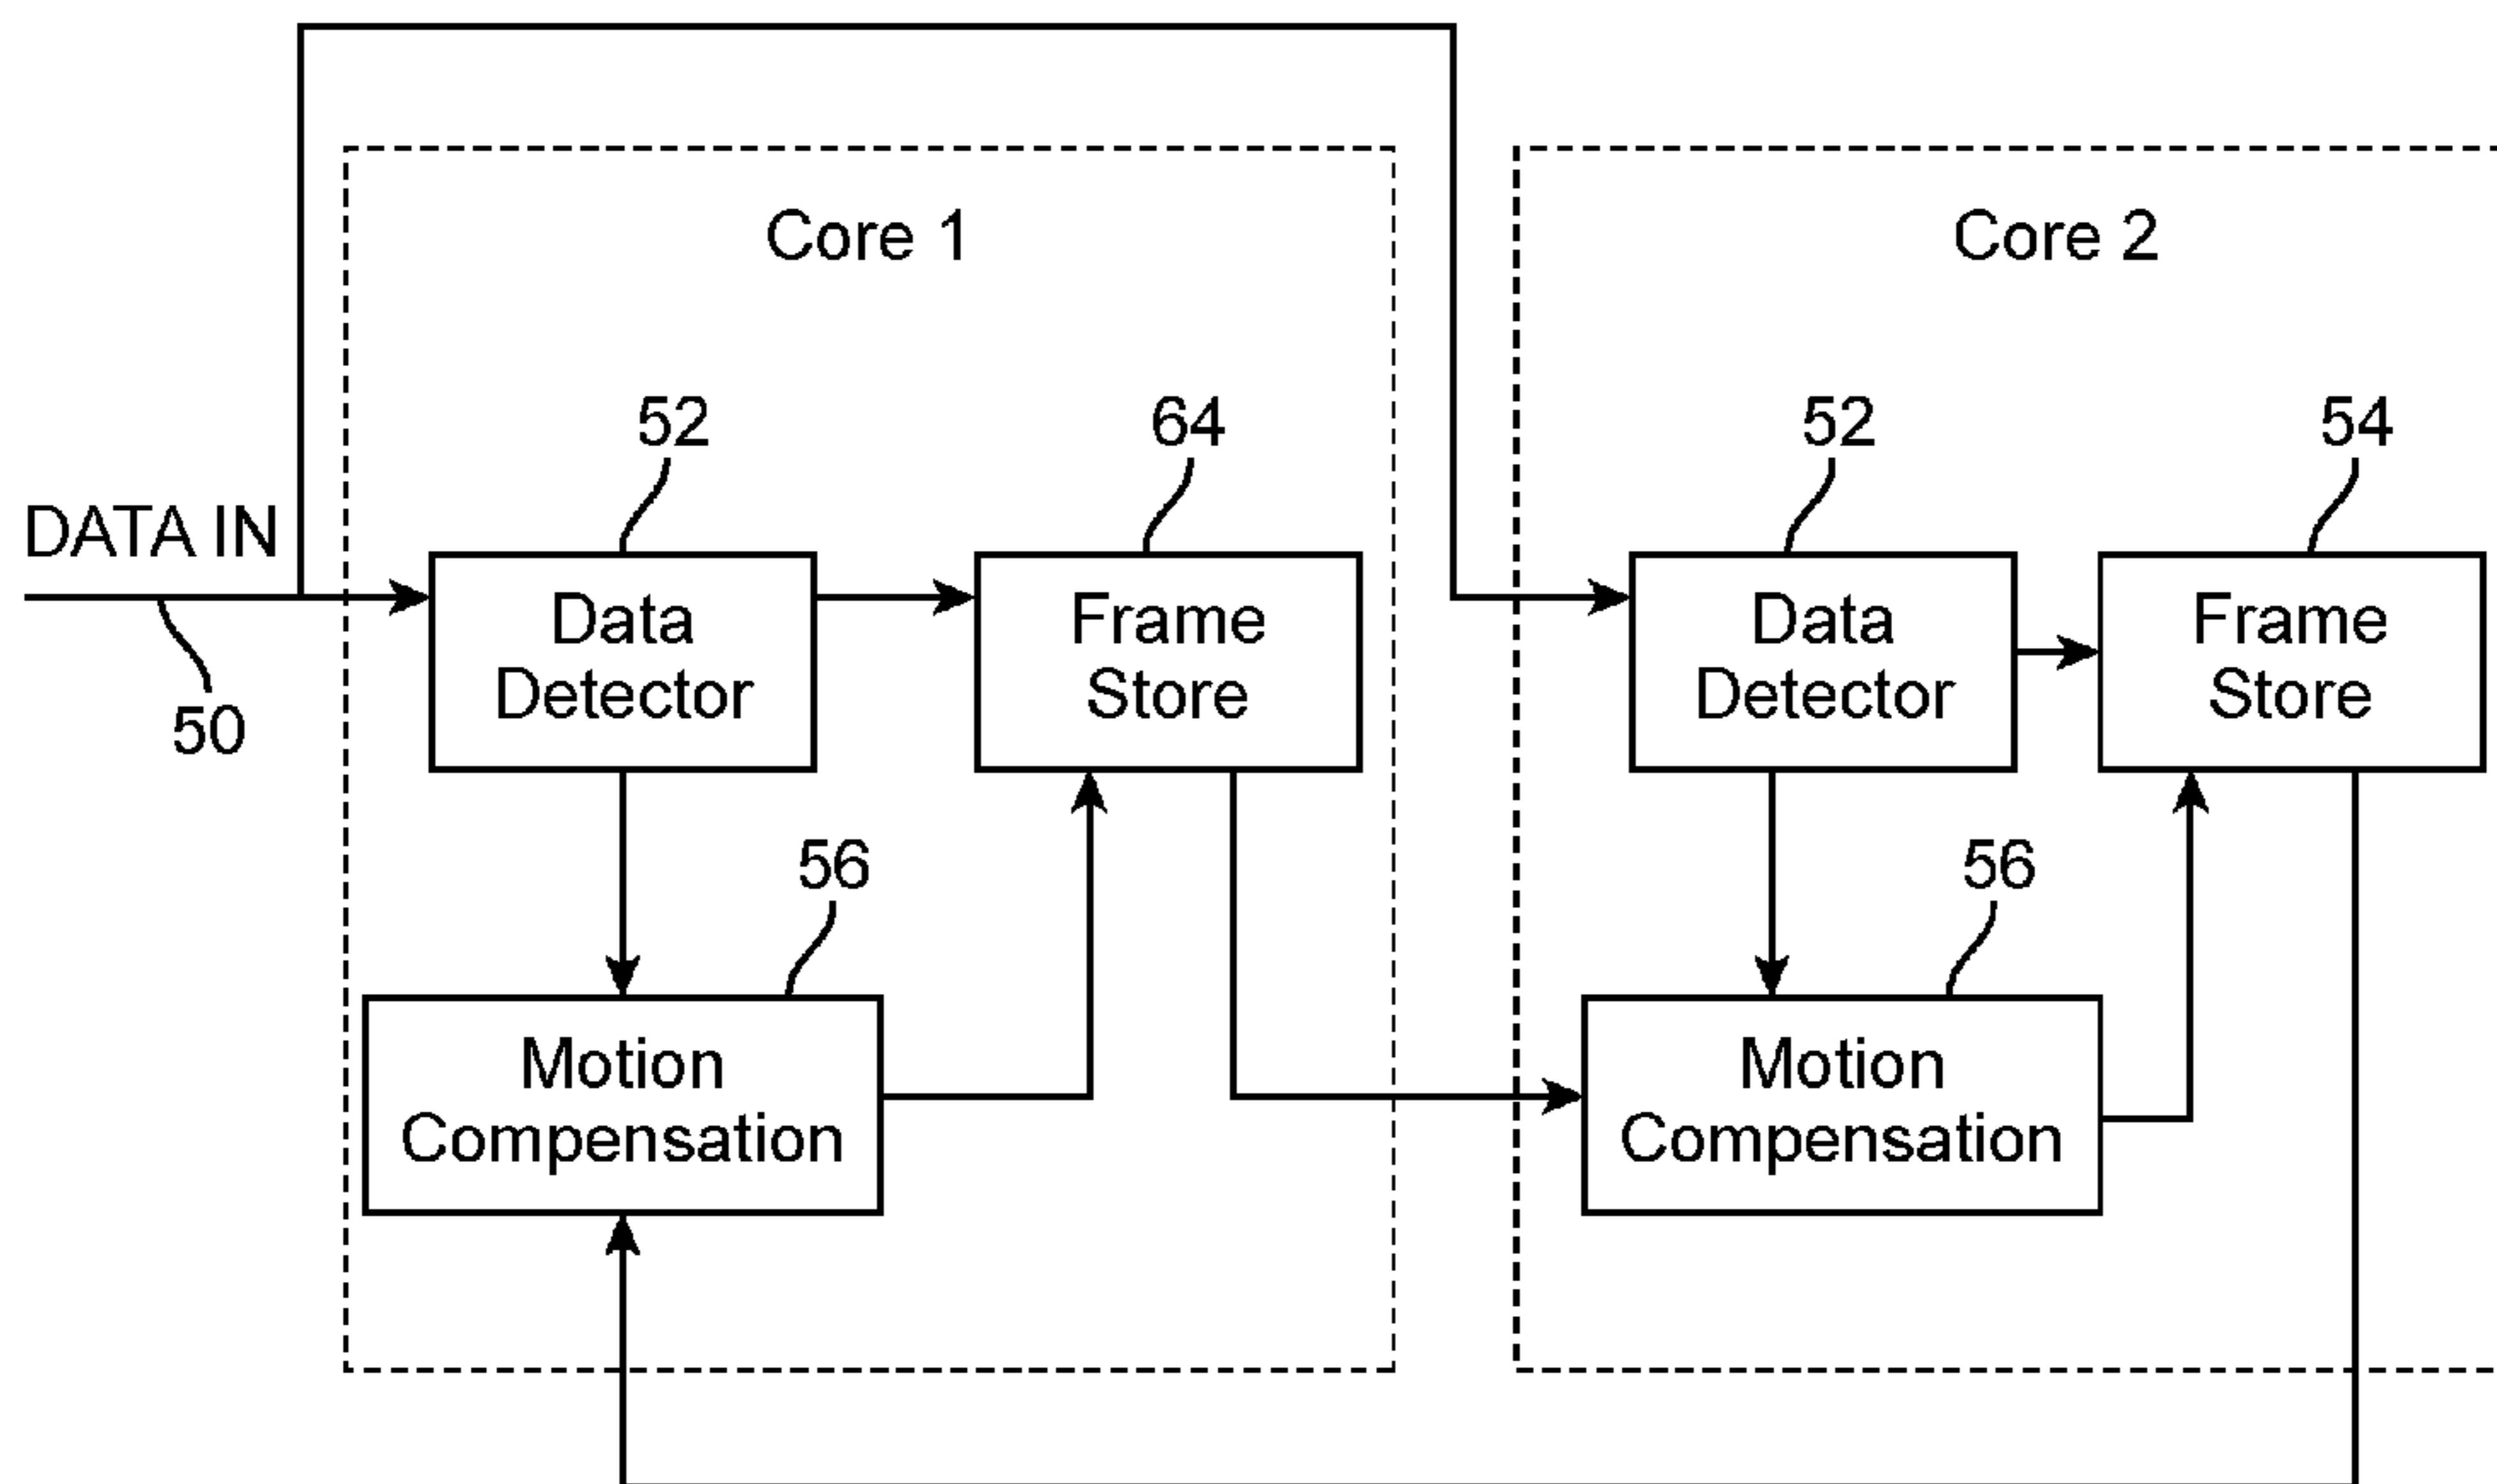 Core 1
Core 2
52
64
52
54
DATA IN
Data
Detector
Frame
Store
Data
Detector
Frame
Store
50
56
56
Motion
Compensation
Motion
Compensation